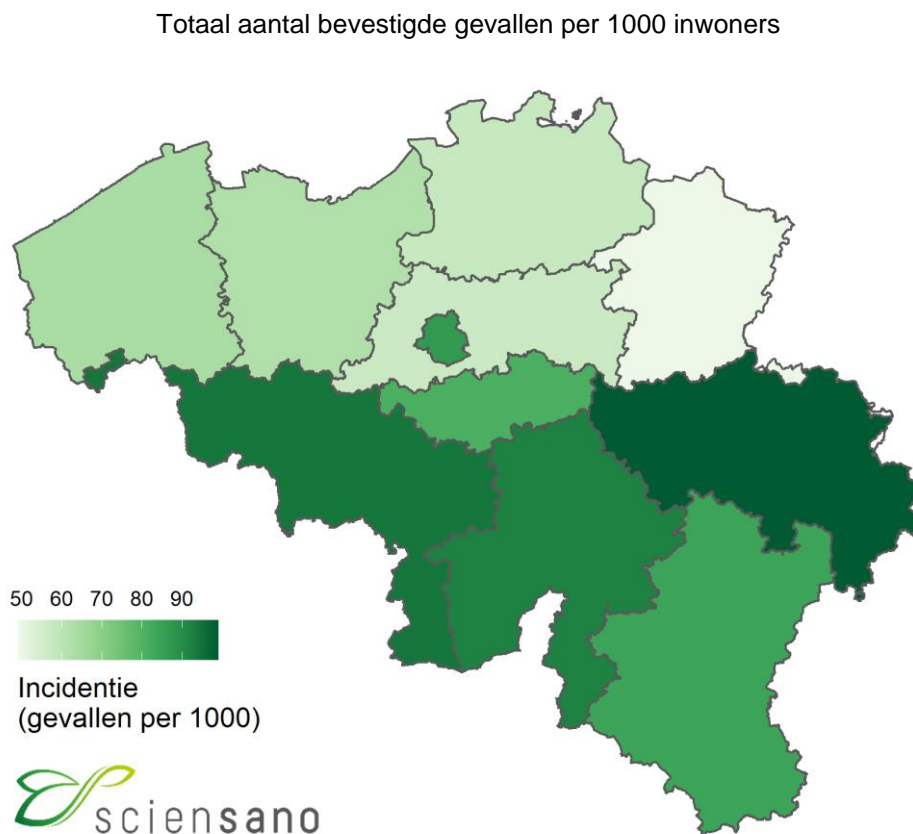 Totaal aantal bevestigde gevallen per 1000 inwoners
50 60 70 80 90
Incidentie
(gevallen per 1000)
sciensano